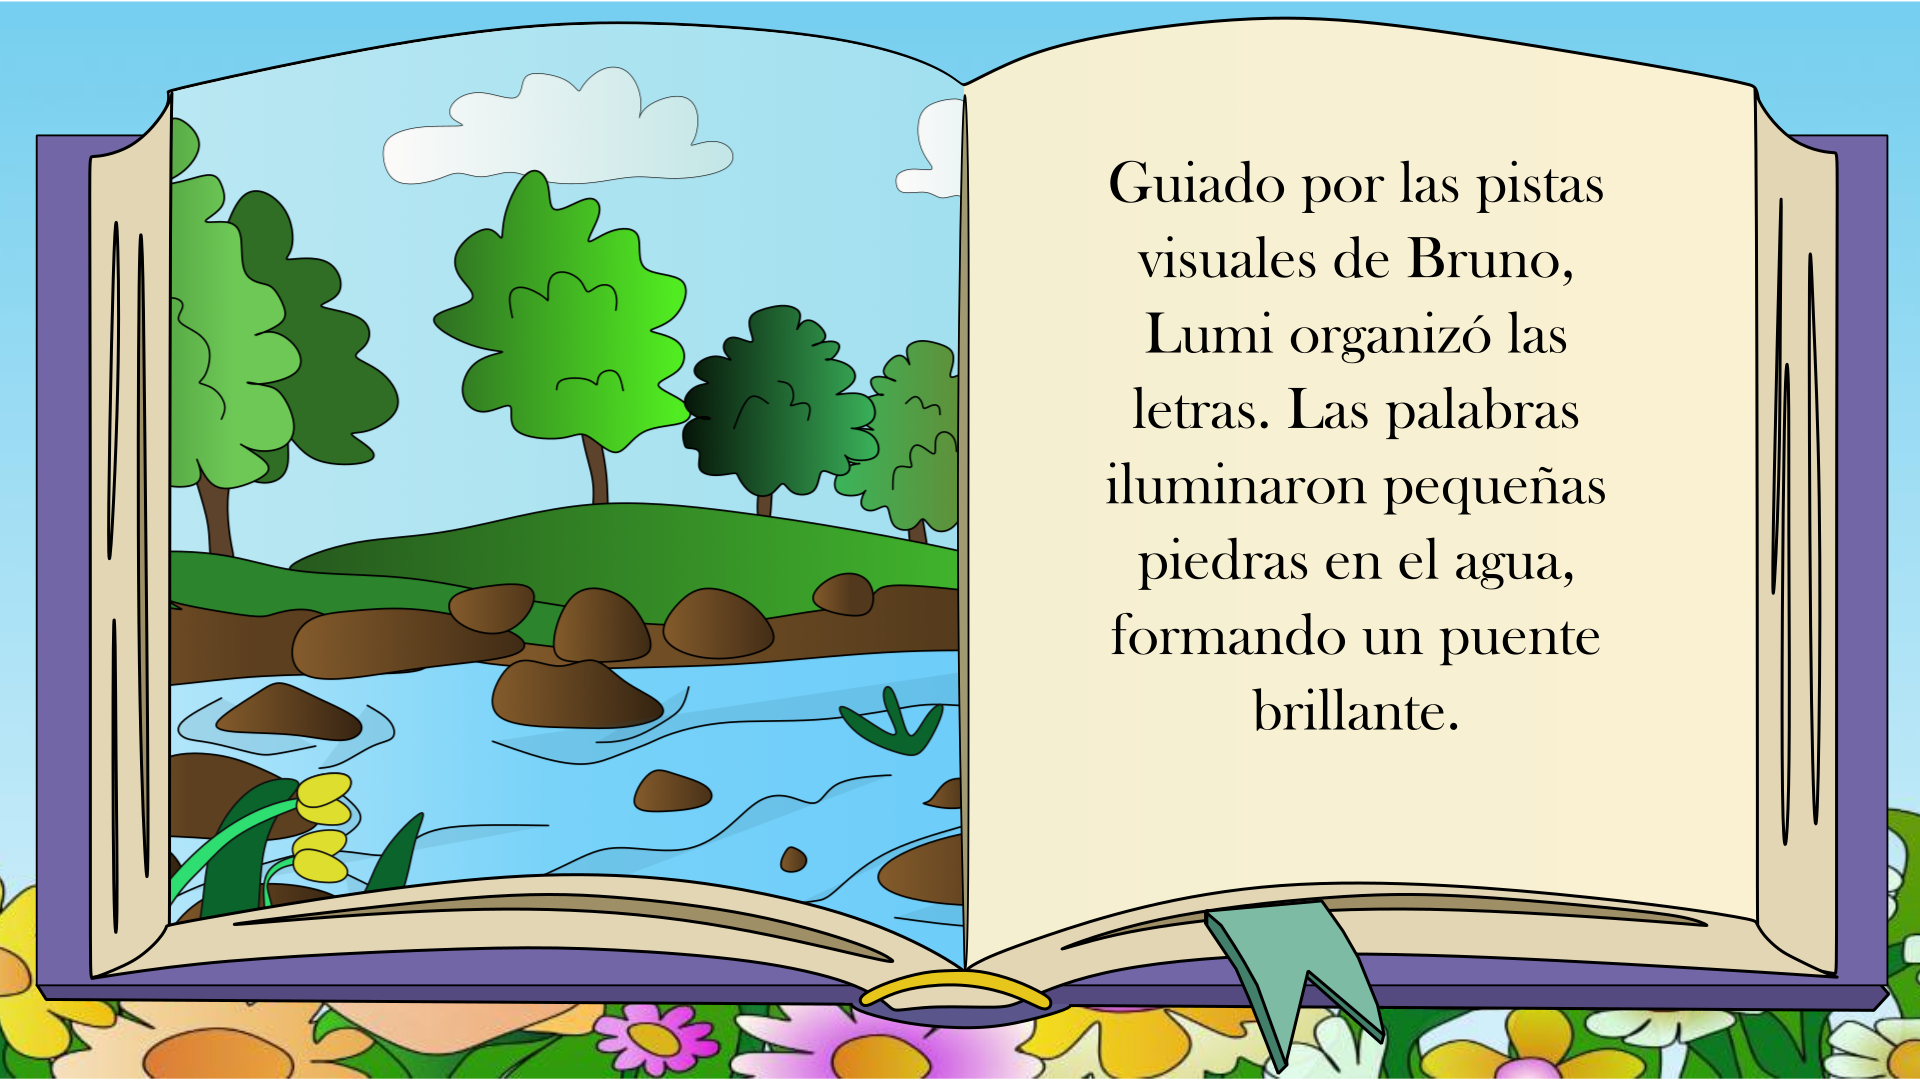 Guiado por las pistas
visuales de Bruno,
Lumi organizó las
letras. Las palabras
iluminaron pequeñas
piedras en el agua,
formando un puente
brillante.